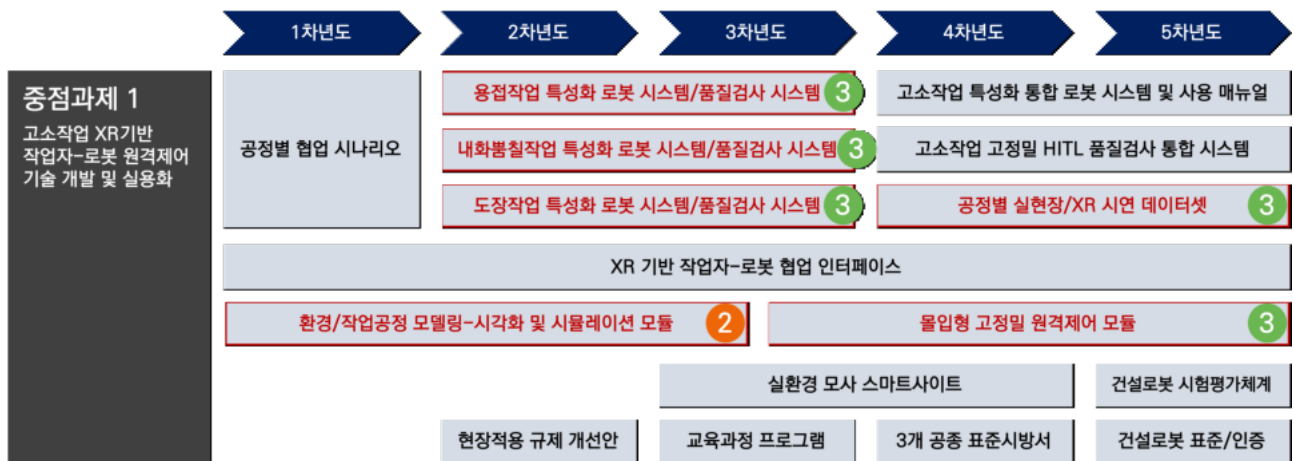 1차년도
2차년도
3차년도
4차년도
5차년도
중점과제 1
고소작업 XR기반
작업자-로봇 원격제어
기술 개발 및 실용화
공정별 협업 시나리오
용접작업 특성화 로봇 시스템/품질검사 시스템 3
고소작업 특성화 통합 로봇 시스템 및 사용 매뉴얼
내화뿜칠작업 특성화 로봇 시스템/품질검사 시스템 3
고소작업 고정밀 HITL 품질검사 통합 시스템
도장작업 특성화 로봇 시스템/품질검사 시스템 3
공정별 실현장/XR 시연 데이터셋 3
XR 기반 작업자-로봇 협업 인터페이스
환경/작업공정 모델링-시각화 및 시뮬레이션 모듈 2
몰입형 고정밀 원격제어 모듈 3
실환경 모사 스마트사이트
건설로봇 시험평가체계
현장적용 규제 개선안
교육과정 프로그램
3개 공종 표준시방서
건설로봇 표준/인증